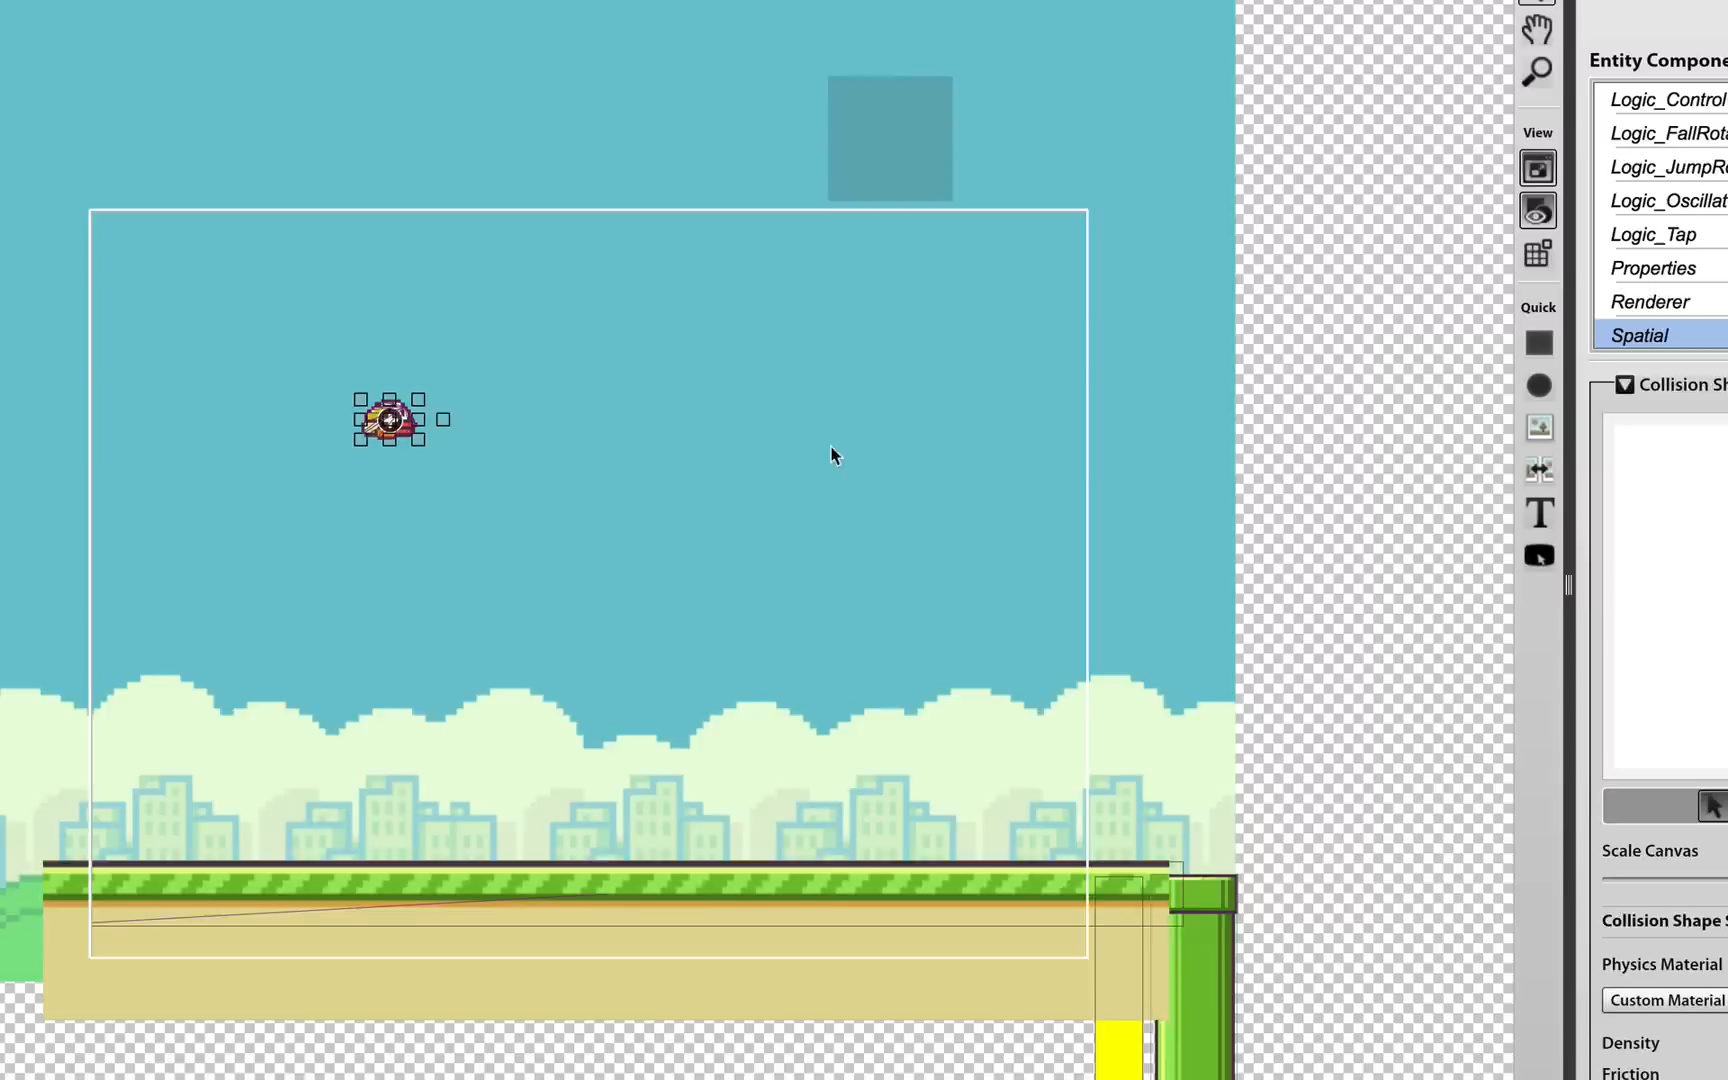 Entity Compone
Logic_Control
Logic_FallRota
Logic_JumpRo
Logic_Oscillat
Logic_Tap
Properties
Renderer
Spatial
View
Quick
T
Collision Sh
Scale Canvas
Collision Shape S
Physics Material
Custom Material
Density
Friction